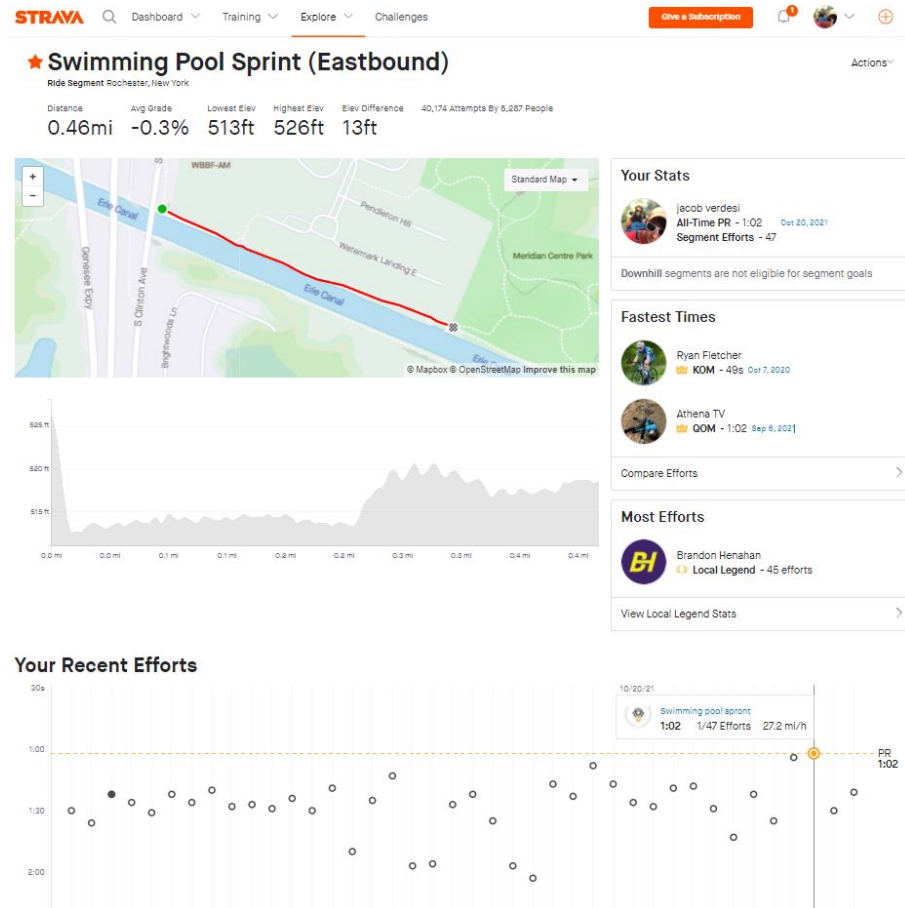 STRAVA Dashboard Training Explore Challenges Give a Subscription 1
Swimming Pool Sprint (Eastbound) Actions
Ride Segment Rochester, New York
Distance Avg Grade Lowest Elev Highest Elev Elev Difference 40,174 Attempts By 5,287 People
0.46mi -0.3% 513ft 526ft 13ft
+
-
WBBF-AM
Standard Map
Erie Canal
Genesee Expy
S Clinton Ave
Brightwoods Ln
Pendleton Hill
Watermark Landing E
Meridian Centre Park
Erie Canal
Erie
© Mapbox © OpenStreetMap Improve this map
525 ft
520 ft
515 ft
0.0 mi 0.0 mi 0.1 mi 0.1 mi 0.2 mi 0.2 mi 0.3 mi 0.3 mi 0.4 mi 0.4 mi
Your Stats
jacob verdesi
All-Time PR - 1:02 Oct 20, 2021
Segment Efforts - 47
Downhill segments are not eligible for segment goals
Fastest Times
Ryan Fletcher
KOM - 49s Oct 7, 2020
Athena TV
QOM - 1:02 Sep 6, 2021
Compare Efforts
Most Efforts
BH
Brandon Henahan
Local Legend - 45 efforts
View Local Legend Stats
Your Recent Efforts
30s
1:00
1:30
2:00
10/20/21
Swimming pool spront
1:02 1/47 Efforts 27.2 mi/h
PR
1:02